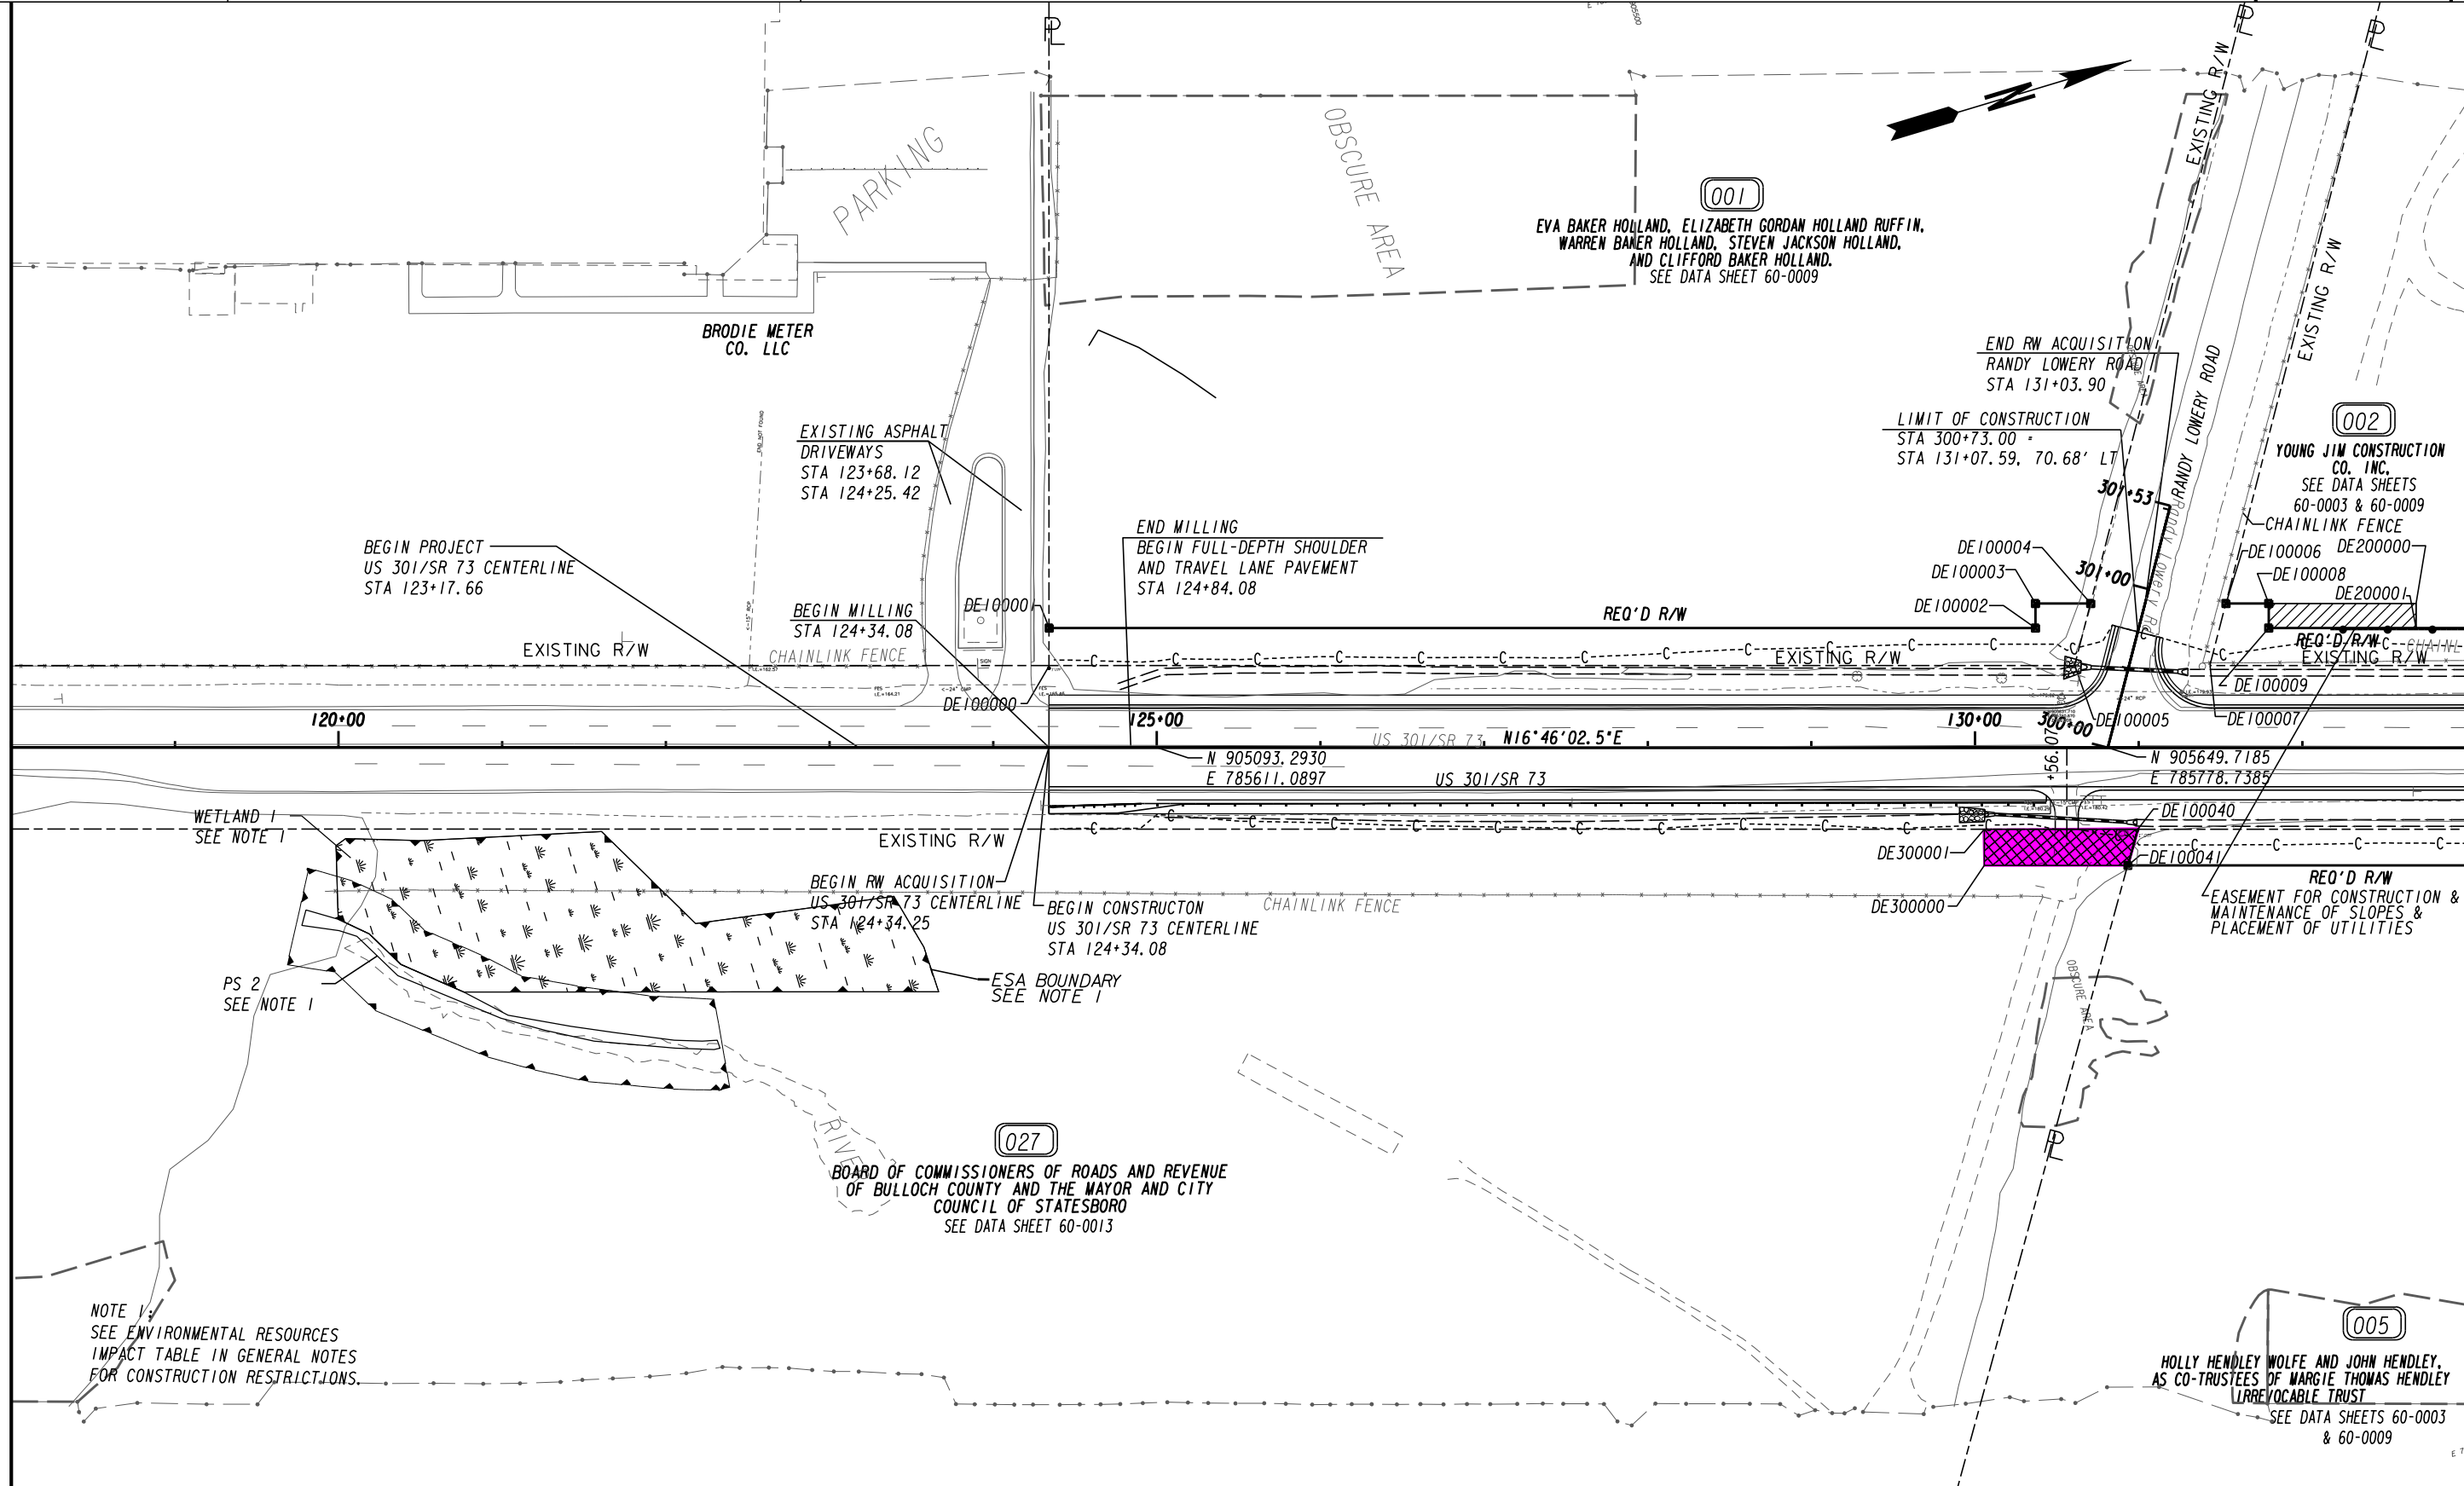 PARKING
OBSCURE AREA
001
EVA BAKER HOLLAND, ELIZABETH GORDAN HOLLAND RUFFIN,
WARREN BAKER HOLLAND, STEVEN JACKSON HOLLAND,
AND CLIFFORD BAKER HOLLAND.
SEE DATA SHEET 60-0009
N
EXISTING R/W
EXISTING R/W
BRODIE METER
CO. LLC
END RW ACQUISITION
RANDY LOWERY ROAD
STA 131+03.90
LIMIT OF CONSTRUCTION
STA 300+73.00 =
STA 131+07.59, 70.68' LT
OBSCURE AREA
RANDY LOWERY ROAD
Randy Lowery Rd
002
YOUNG JIM CONSTRUCTION
CO. INC.
SEE DATA SHEETS
60-0003 & 60-0009
CHAINLINK FENCE
EXISTING ASPHALT
DRIVEWAYS
STA 123+68.12
STA 124+25.42
END NOT FOUND
BEGIN PROJECT
US 301/SR 73 CENTERLINE
STA 123+17.66
END MILLING
BEGIN FULL-DEPTH SHOULDER
AND TRAVEL LANE PAVEMENT
STA 124+84.08
BEGIN MILLING
STA 124+34.08
DE100001
301+53
301+00
300+00
DE100004
DE100003
DE100002
DE100006
DE200000
DE100008
DE200001
REQ'D R/W
REQ'D R/W
EXISTING R/W
CHAINLINK FENCE
EXISTING R/W
EXISTING R/W
CHAINL
SIGN
DE100000
DE100009
DE100005
DE100007
120+00
125+00
130+00
US 301/SR 73
N16°46'02.5"E
N 905093.2930
E 785611.0897
US 301/SR 73
+56.07
N 905649.7185
E 785778.7385
WETLAND 1
SEE NOTE 1
EXISTING R/W
DE300001
DE100040
DE100041
DE300000
REQ'D R/W
EASEMENT FOR CONSTRUCTION &
MAINTENANCE OF SLOPES &
PLACEMENT OF UTILITIES
BEGIN RW ACQUISITION
US 301/SR 73 CENTERLINE
STA 124+34.25
BEGIN CONSTRUCTON
US 301/SR 73 CENTERLINE
STA 124+34.08
CHAINLINK FENCE
PS 2
SEE NOTE 1
ESA BOUNDARY
SEE NOTE 1
OBSCURE AREA
RIVER
027
BOARD OF COMMISSIONERS OF ROADS AND REVENUE
OF BULLOCH COUNTY AND THE MAYOR AND CITY
COUNCIL OF STATESBORO
SEE DATA SHEET 60-0013
NOTE 1:
SEE ENVIRONMENTAL RESOURCES
IMPACT TABLE IN GENERAL NOTES
FOR CONSTRUCTION RESTRICTIONS.
005
HOLLY HENDLEY WOLFE AND JOHN HENDLEY,
AS CO-TRUSTEES OF MARGIE THOMAS HENDLEY
IRREVOCABLE TRUST
SEE DATA SHEETS 60-0003
& 60-0009